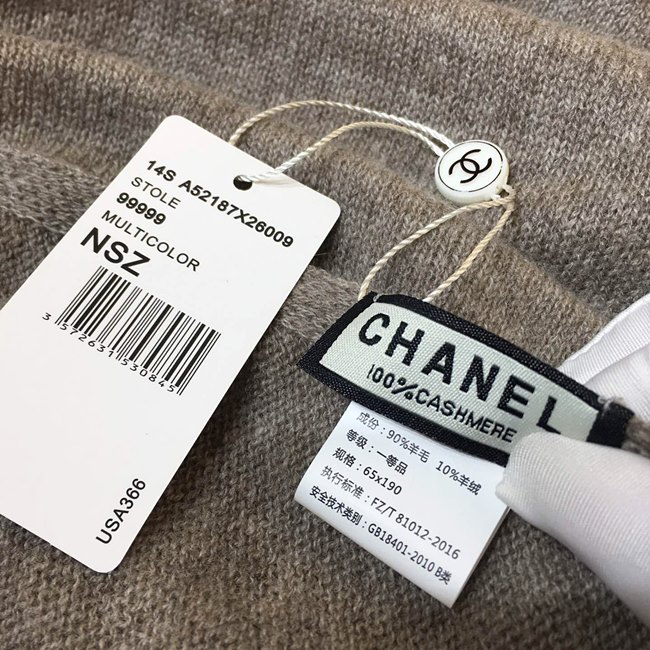 14S A52187X26009
STOLE
99999
MULTICOLOR
NSZ
3 572631 530845
USA366
CHANEL
100%CASHMERE
成份：90%羊毛 10%羊绒
等级：一等品
规格：65x190
执行标准：FZ/T 81012-2016
安全技术类别：GB18401-2010 B类